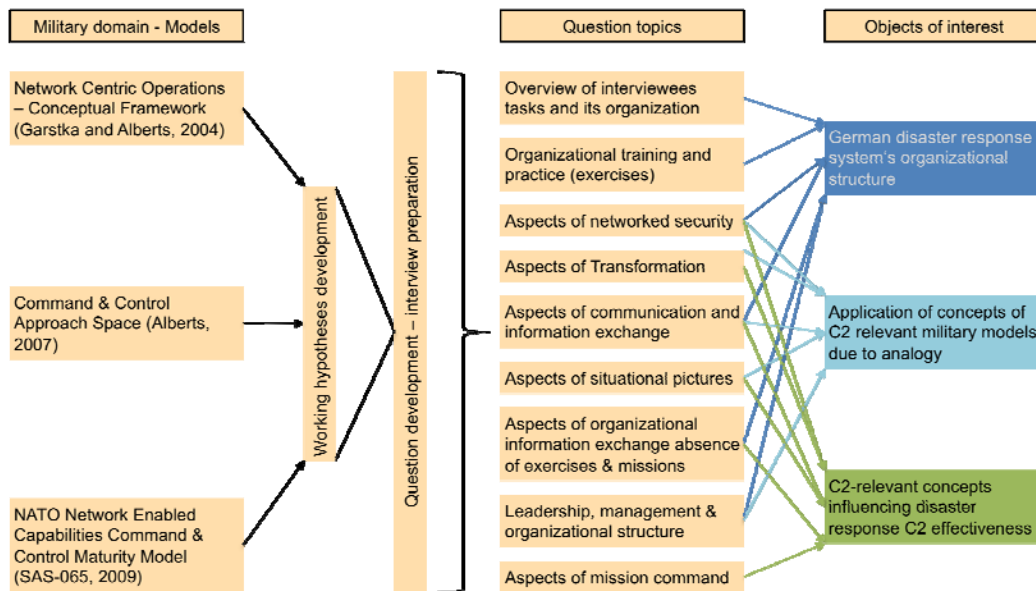 Military domain - Models
Question topics
Objects of interest
Network Centric Operations
– Conceptual Framework
(Garstka and Alberts, 2004)
Command & Control
Approach Space (Alberts,
2007)
NATO Network Enabled
Capabilities Command &
Control Maturity Model
(SAS-065, 2009)
Working hypotheses development
Question development – interview preparation
Overview of interviewees
tasks and its organization
Organizational training and
practice (exercises)
Aspects of networked security
Aspects of Transformation
Aspects of communication and
information exchange
Aspects of situational pictures
Aspects of organizational
information exchange absence
of exercises & missions
Leadership, management &
organizational structure
Aspects of mission command
German disaster response
system's organizational
structure
Application of concepts of
C2 relevant military models
due to analogy
C2-relevant concepts
influencing disaster
response C2 effectiveness